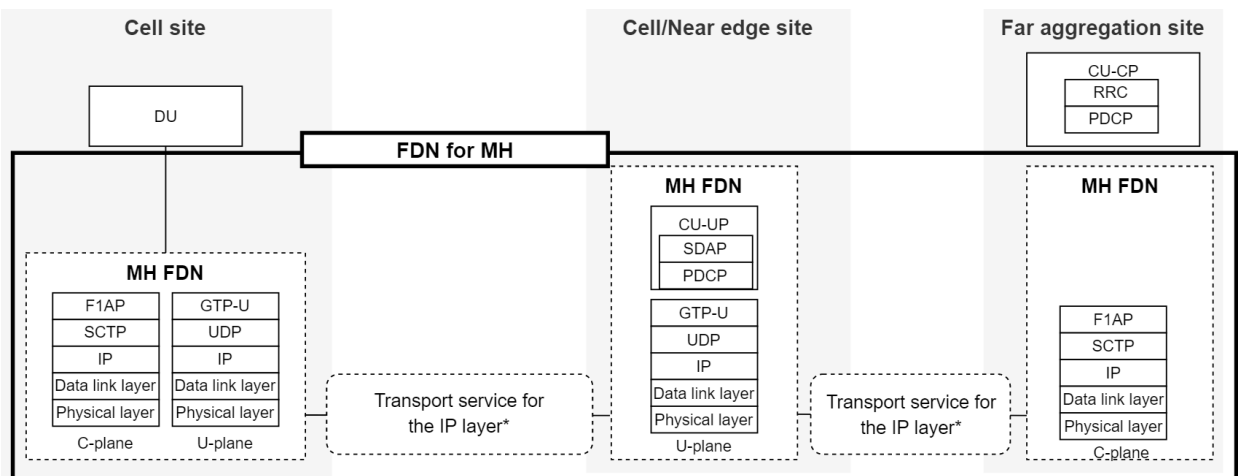 Cell site
Cell/Near edge site
Far aggregation site
DU
CU-CP
RRC
PDCP
FDN for MH
MH FDN
F1AP
SCTP
IP
Data link layer
Physical layer
C-plane
GTP-U
UDP
IP
Data link layer
Physical layer
U-plane
Transport service for
the IP layer*
MH FDN
CU-UP
SDAP
PDCP
GTP-U
UDP
IP
Data link layer
Physical layer
U-plane
Transport service for
the IP layer*
MH FDN
F1AP
SCTP
IP
Data link layer
Physical layer
C-plane